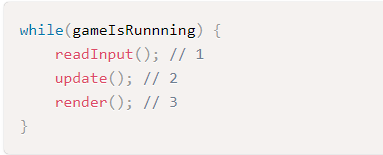 while(gameIsRunnning) {
    readInput(); // 1
    update(); // 2
    render(); // 3
}